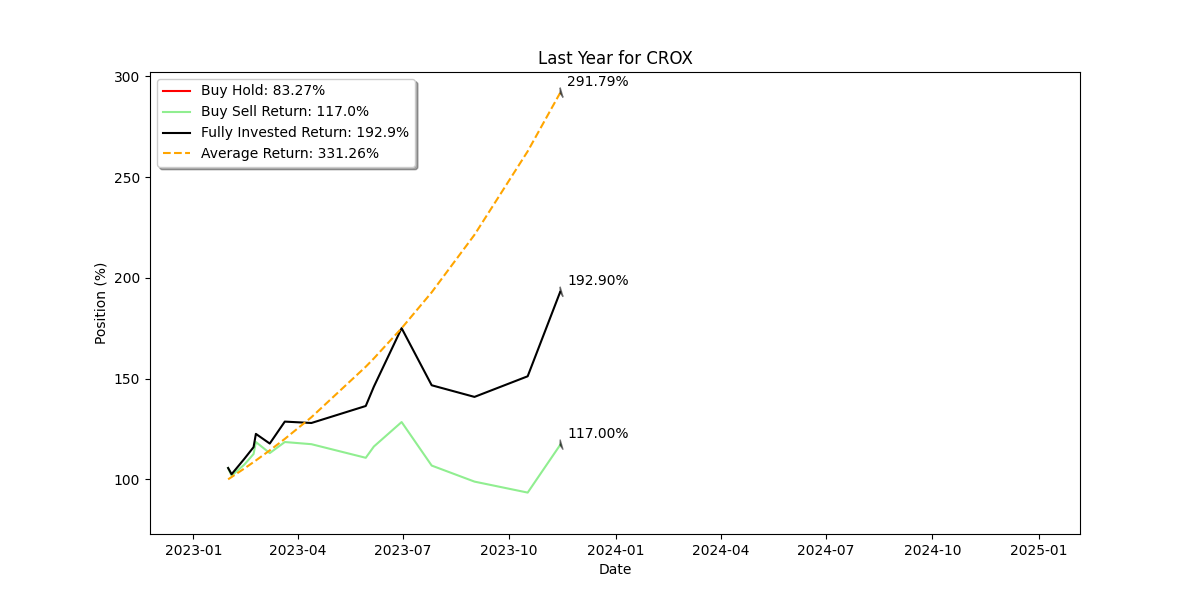 Last Year for CROX
Buy Hold: 83.27%
Buy Sell Return: 117.0%
Fully Invested Return: 192.9%
Average Return: 331.26%
291.79%
192.90%
117.00%
300
250
200
150
100
Position (%)
2023-01
2023-04
2023-07
2023-10
2024-01
2024-04
2024-07
2024-10
2025-01
Date